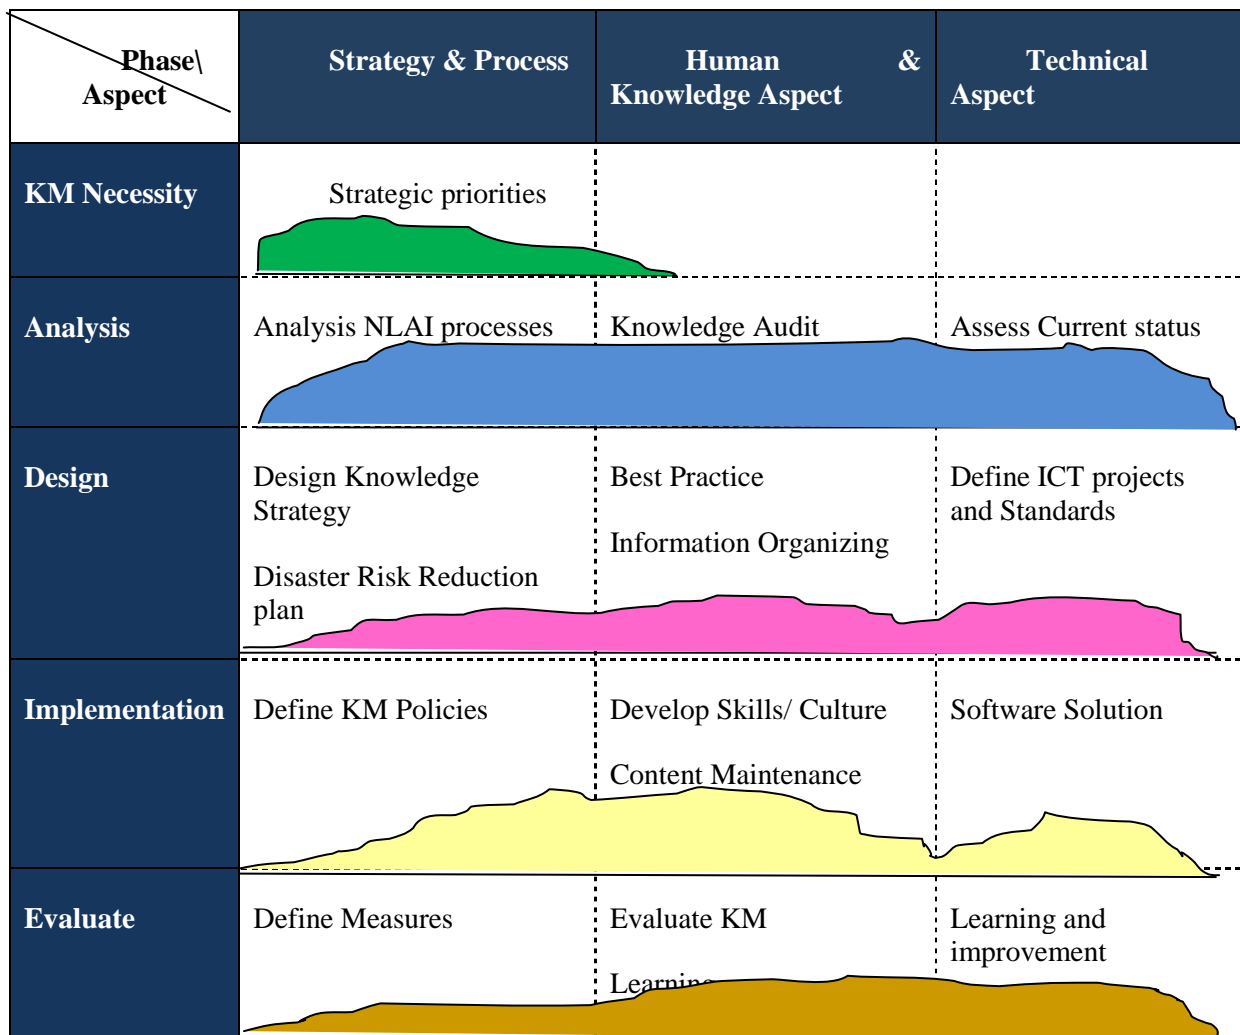 Phase\
Aspect
Strategy & Process
Human &
Knowledge Aspect
Technical
Aspect
KM Necessity
Strategic priorities
Analysis
Analysis NLAI processes
Knowledge Audit
Assess Current status
Design
Design Knowledge
Strategy
Disaster Risk Reduction
plan
Best Practice
Information Organizing
Define ICT projects
and Standards
Implementation
Define KM Policies
Develop Skills/ Culture
Content Maintenance
Software Solution
Evaluate
Define Measures
Evaluate KM
Learning
Learning and
improvement